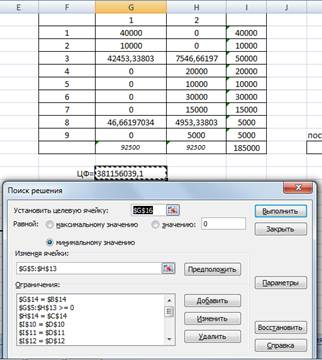 E F G H I J
1 2
1 40000 0 40000
2 10000 0 10000
3 42453,33803 7546,66197 50000
4 0 20000 20000
5 0 10000 10000
6 0 30000 30000
7 0 15000 15000
8 46,66197034 4953,33803 5000
9 0 5000 5000
92500 92500 185000
пос
ЦФ= 381156039,1
Поиск решения
Установить целевую ячейку: $G$16 Выполнить
Равной: максимальному значению значению: 0 Закрыть
минимальному значению
Изменяя ячейки:
$G$5:$H$13 Предположить
Ограничения: Параметры
$G$14 = $B$14 Добавить
$G$5:$H$13 >= 0
$H$14 = $C$14 Изменить
$I$10 = $D$10
$I$11 = $D$11 Удалить Восстановить
$I$12 = $D$12 Справка